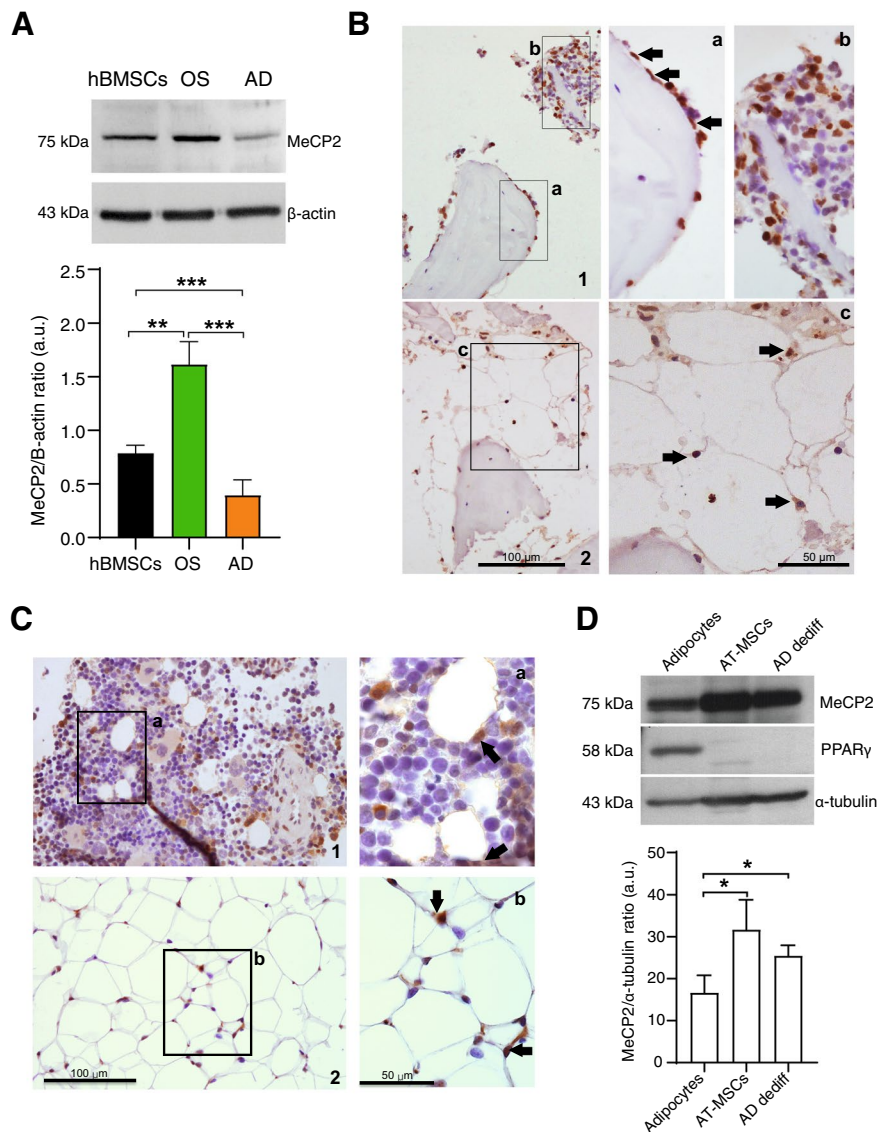 A
hBMSCs OS AD
75 kDa MeCP2
43 kDa β-actin
MeCP2/B-actin ratio (a.u.)
2.5
2.0
1.5
1.0
0.5
0.0
***
** ***
hBMSCs OS AD
B
b
a
1
a
b
c
2
100 µm
c
50 µm
C
a
1
a
b
2
100 µm
b
50 µm
D
Adipocytes AT-MSCs AD dediff
75 kDa MeCP2
58 kDa PPARγ
43 kDa α-tubulin
MeCP2/α-tubulin ratio (a.u.)
50
40
30
20
10
0
*
*
Adipocytes AT-MSCs AD dediff